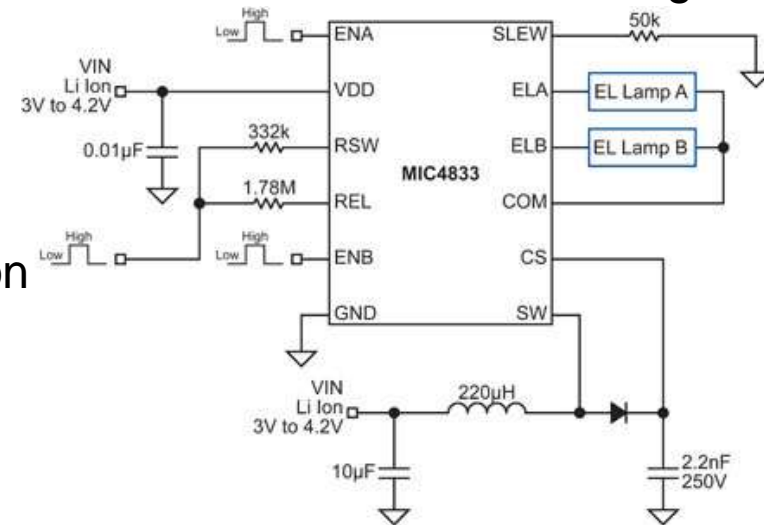 High
Low
ENA
SLEW
50k
VIN
Li Ion
3V to 4.2V
VDD
ELA
EL Lamp A
0.01µF
332k
RSW
ELB
EL Lamp B
MIC4833
1.78M
REL
COM
High
Low
High
Low
ENB
CS
on
GND
SW
VIN
Li Ion
3V to 4.2V
220µH
10µF
2.2nF
250V